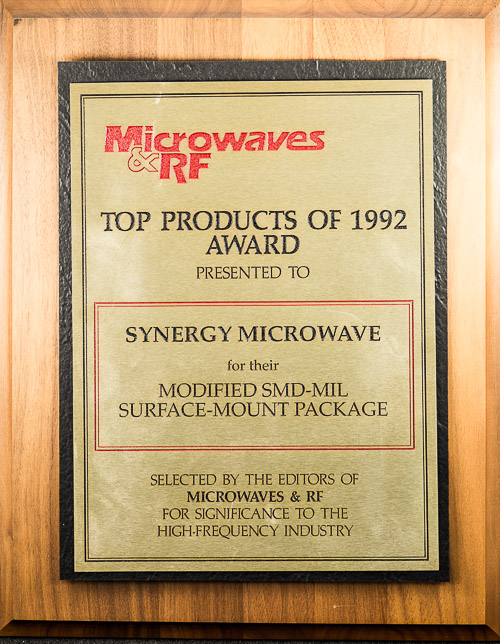 Microwaves
& RF
TOP PRODUCTS OF 1992
AWARD
PRESENTED TO
SYNERGY MICROWAVE
for their
MODIFIED SMD-MIL
SURFACE-MOUNT PACKAGE
SELECTED BY THE EDITORS OF
MICROWAVES & RF
FOR SIGNIFICANCE TO THE
HIGH-FREQUENCY INDUSTRY